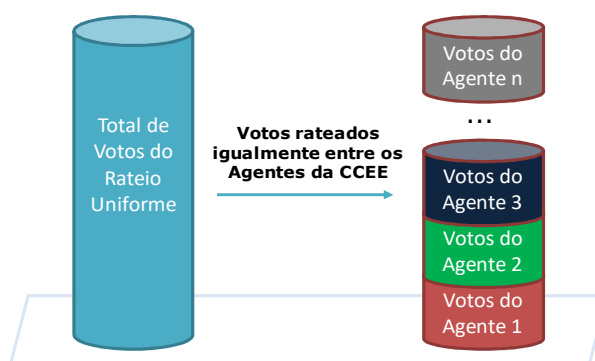 Total de
Votos do
Rateio
Uniforme
Votos rateados
igualmente entre os
Agentes da CCEE
Votos do
Agente n
...
Votos do
Agente 3
Votos do
Agente 2
Votos do
Agente 1